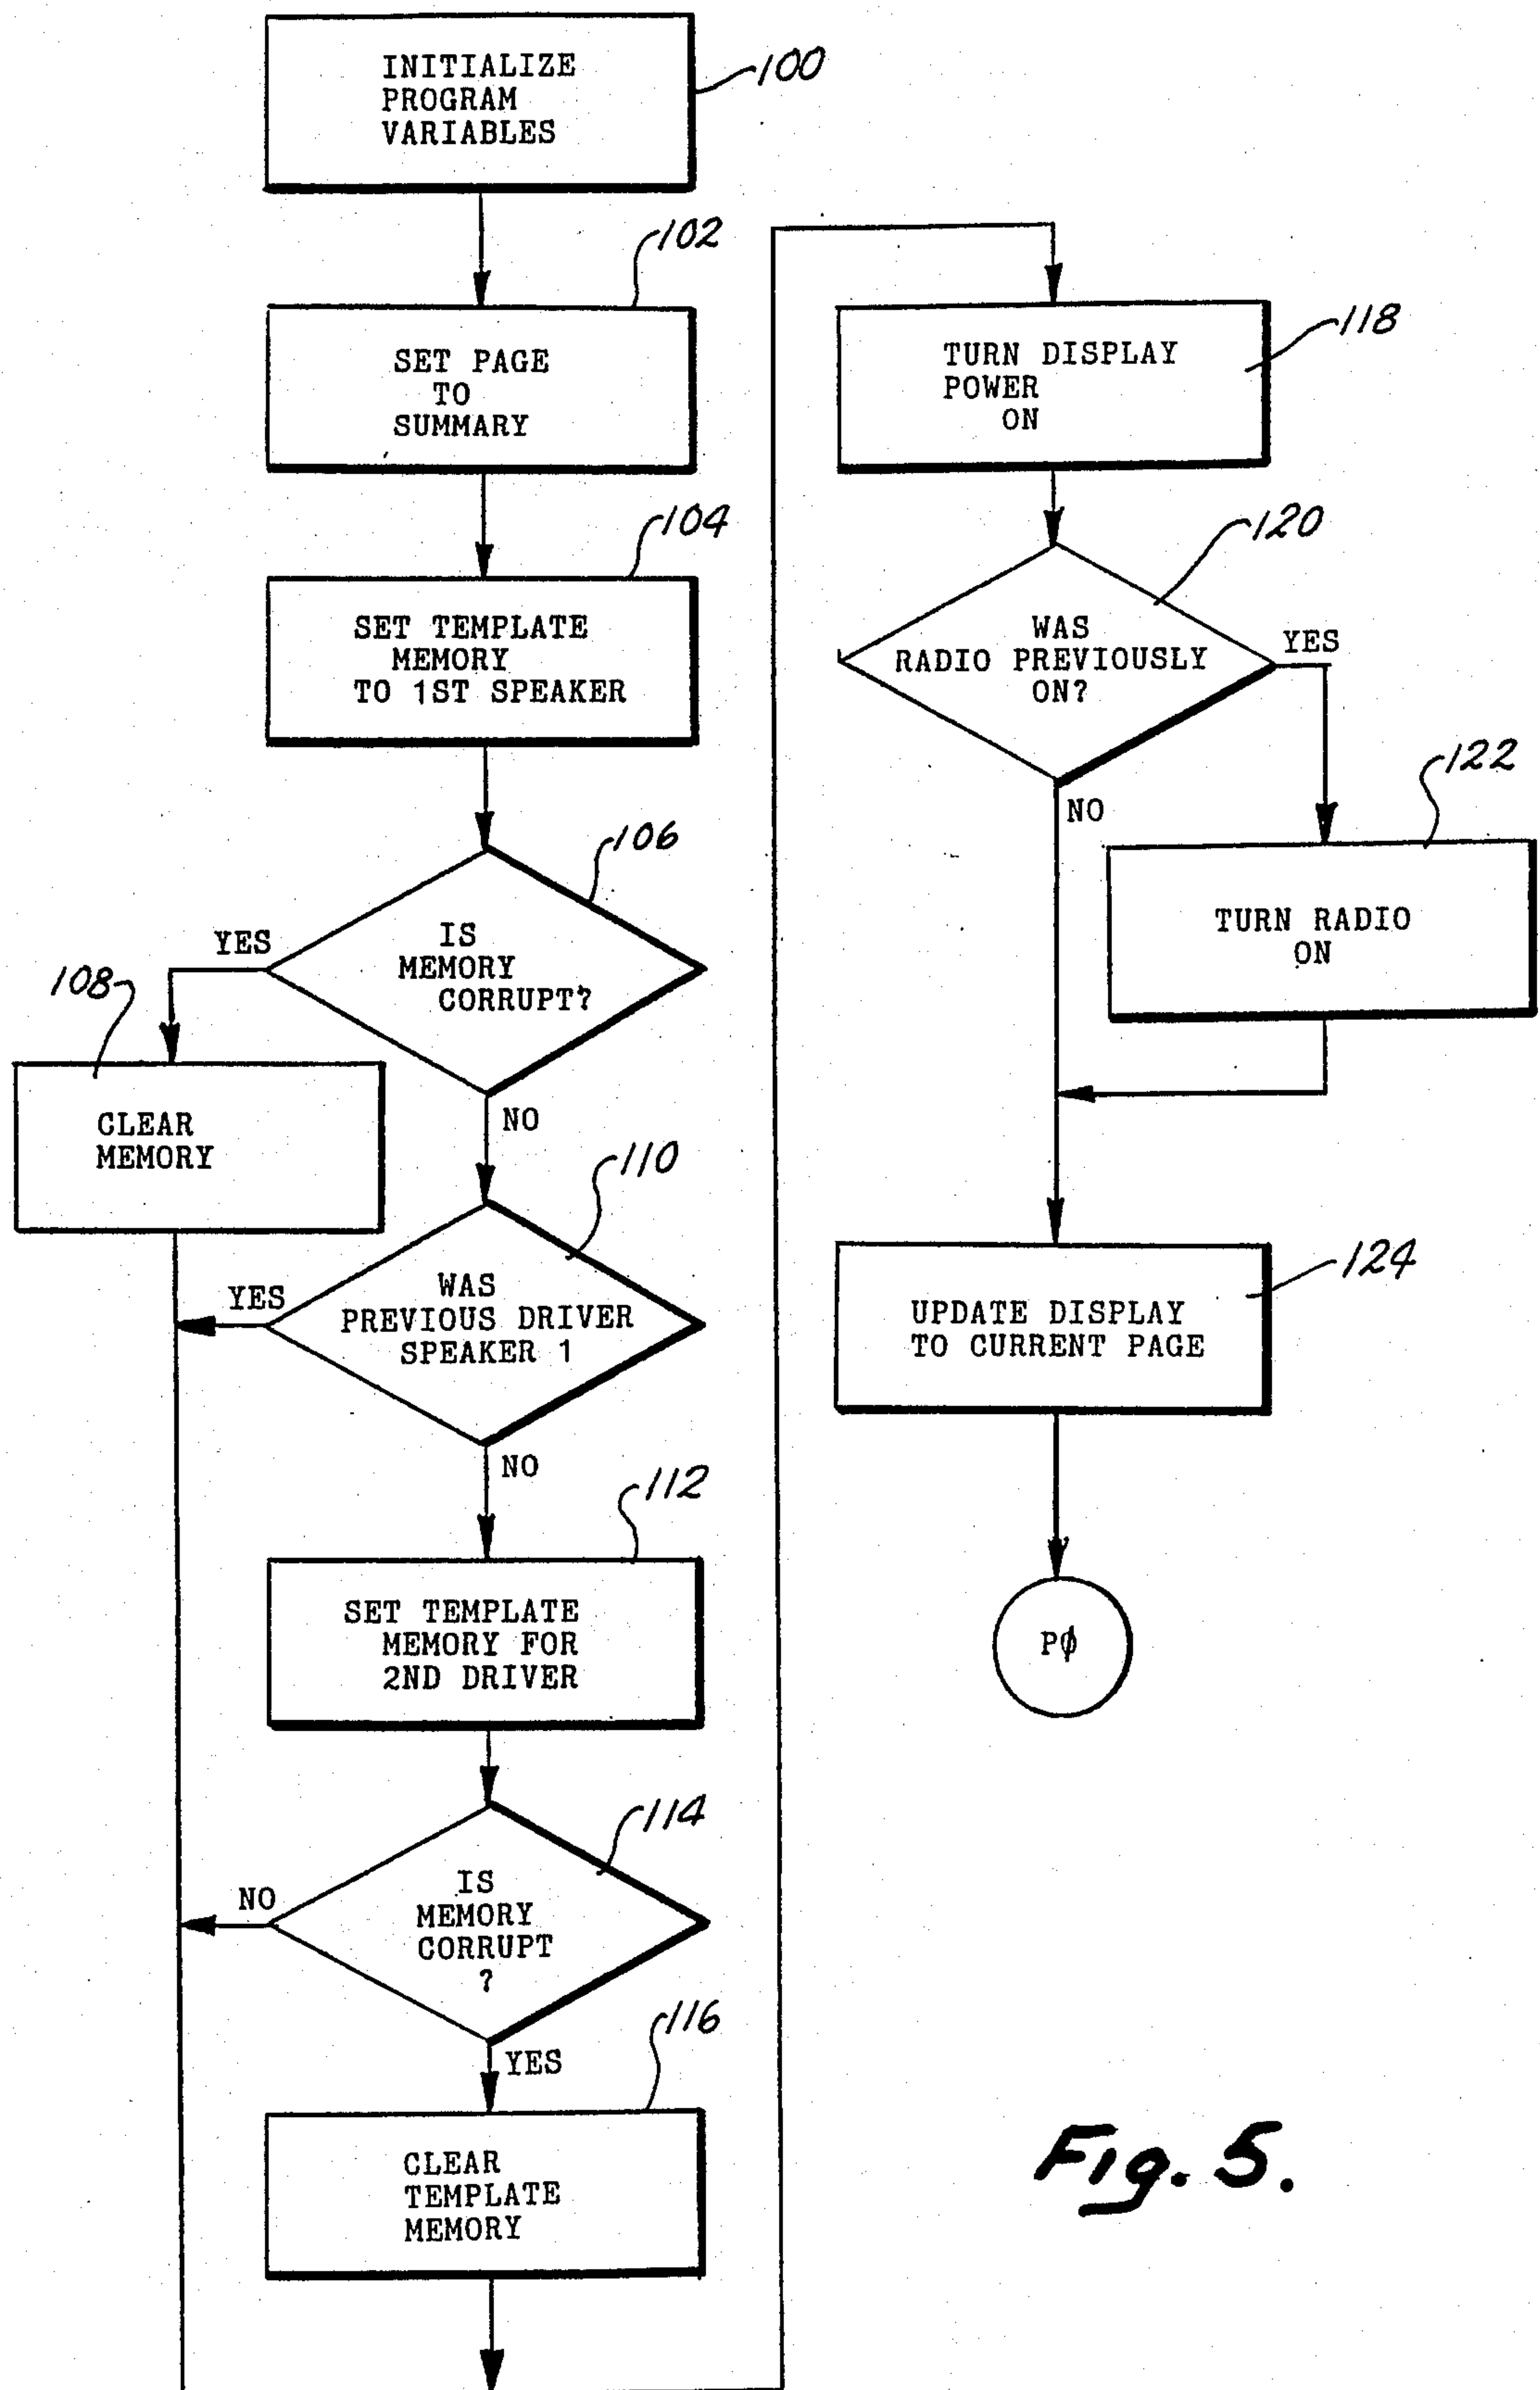 INITIALIZE
PROGRAM
VARIABLES
100
SET PAGE
TO
SUMMARY
102
SET TEMPLATE
MEMORY
TO 1ST SPEAKER
104
IS
MEMORY
CORRUPT?
106
YES
NO
108
CLEAR
MEMORY
WAS
PREVIOUS DRIVER
SPEAKER 1
110
YES
NO
SET TEMPLATE
MEMORY FOR
2ND DRIVER
112
IS
MEMORY
CORRUPT
?
114
NO
YES
CLEAR
TEMPLATE
MEMORY
116
TURN DISPLAY
POWER
ON
118
WAS
RADIO PREVIOUSLY
ON?
120
YES
NO
TURN RADIO
ON
122
UPDATE DISPLAY
TO CURRENT PAGE
124
PØ
Fig. 5.